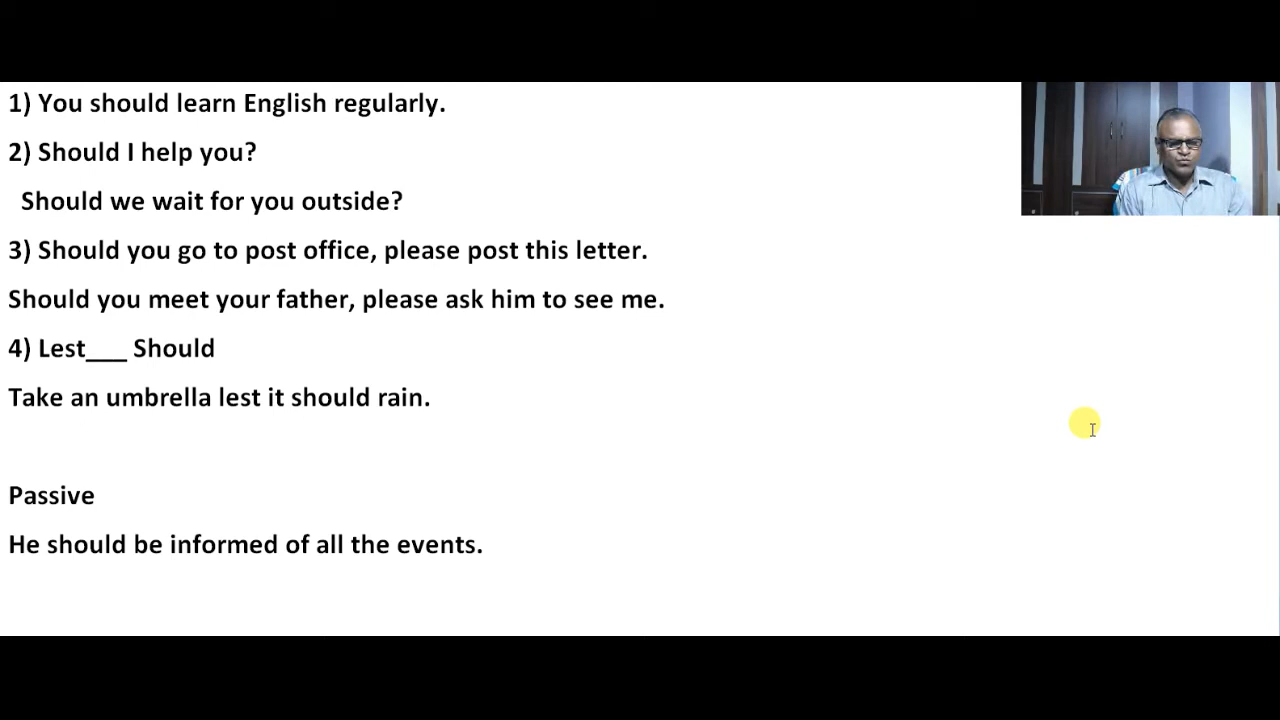 1) You should learn English regularly.
2) Should I help you?
Should we wait for you outside?
3) Should you go to post office, please post this letter.
Should you meet your father, please ask him to see me.
4) Lest___ Should
Take an umbrella lest it should rain.
Passive
He should be informed of all the events.